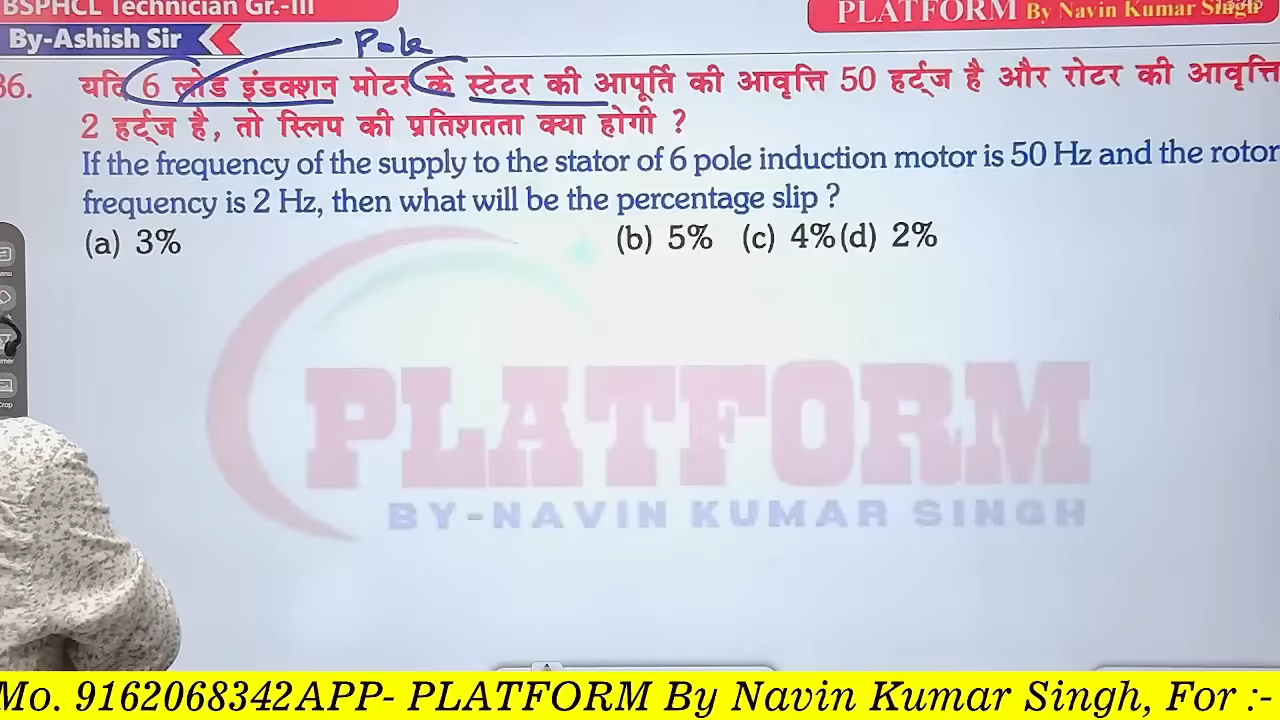 BSPHCL Technician Gr.-III
PLATFORM By Navin Kumar Singh
By-Ashish Sir
Pole
36. यदि 6 लोड इंडक्शन मोटर के स्टेटर की आपूर्ति की आवृत्ति 50 हर्ट्ज है और रोटर की आवृत्ति
2 हर्ट्ज है, तो स्लिप की प्रतिशतता क्या होगी ?
If the frequency of the supply to the stator of 6 pole induction motor is 50 Hz and the rotor
frequency is 2 Hz, then what will be the percentage slip ?
(a) 3% (b) 5% (c) 4%(d) 2%
PLATFORM
BY-NAVIN KUMAR SINGH
Mo. 9162068342APP- PLATFORM By Navin Kumar Singh, For :-